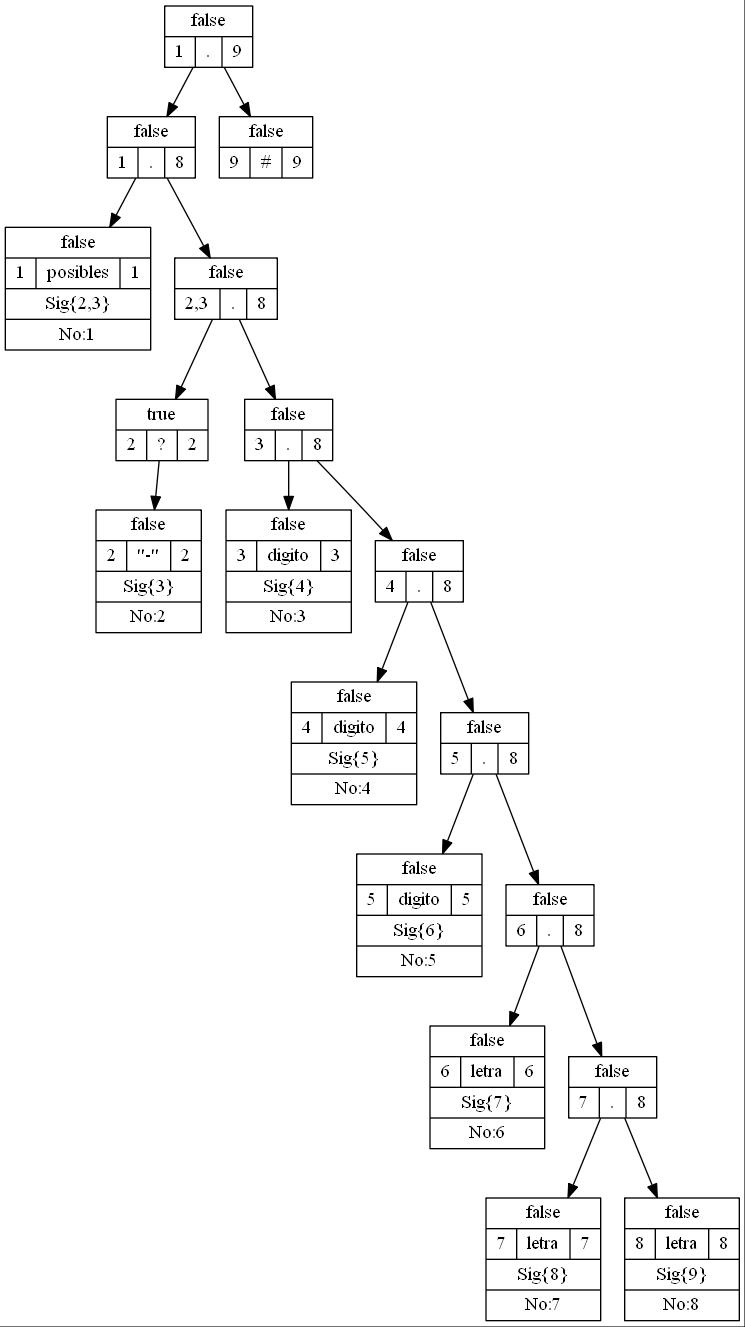 false
1 . 9
false
1 . 8
false
9 # 9
false
1 posibles 1
Sig{2,3}
No:1
false
2,3 . 8
true
2 ? 2
false
3 . 8
false
2 "-" 2
Sig{3}
No:2
false
3 digito 3
Sig{4}
No:3
false
4 . 8
false
4 digito 4
Sig{5}
No:4
false
5 . 8
false
5 digito 5
Sig{6}
No:5
false
6 . 8
false
6 letra 6
Sig{7}
No:6
false
7 . 8
false
7 letra 7
Sig{8}
No:7
false
8 letra 8
Sig{9}
No:8